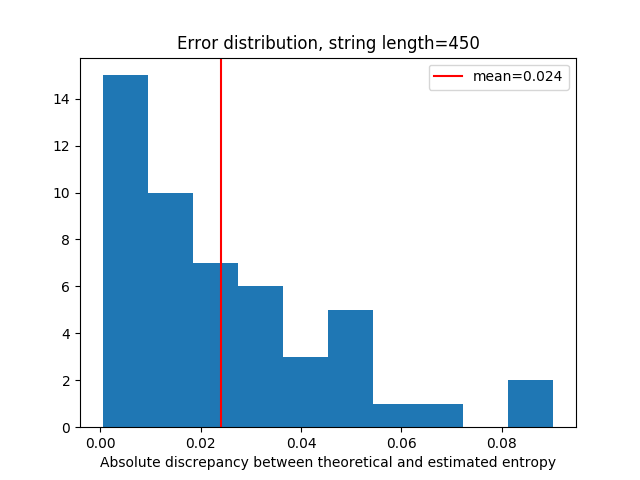 Error distribution, string length=450
mean=0.024
14
12
10
8
6
4
2
0
0.00 0.02 0.04 0.06 0.08
Absolute discrepancy between theoretical and estimated entropy